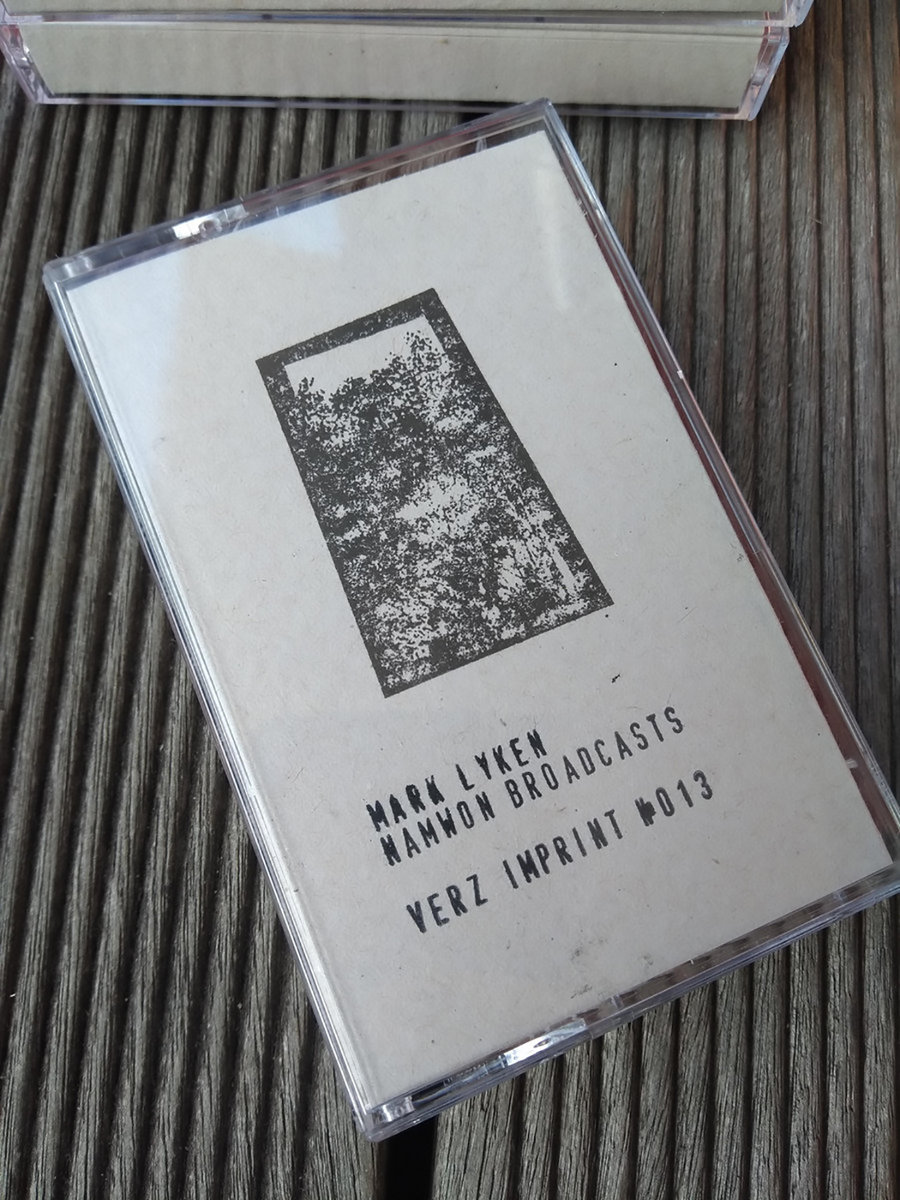 MARK LYKEN
NAMWON BROADCASTS
VERZ IMPRINT #013